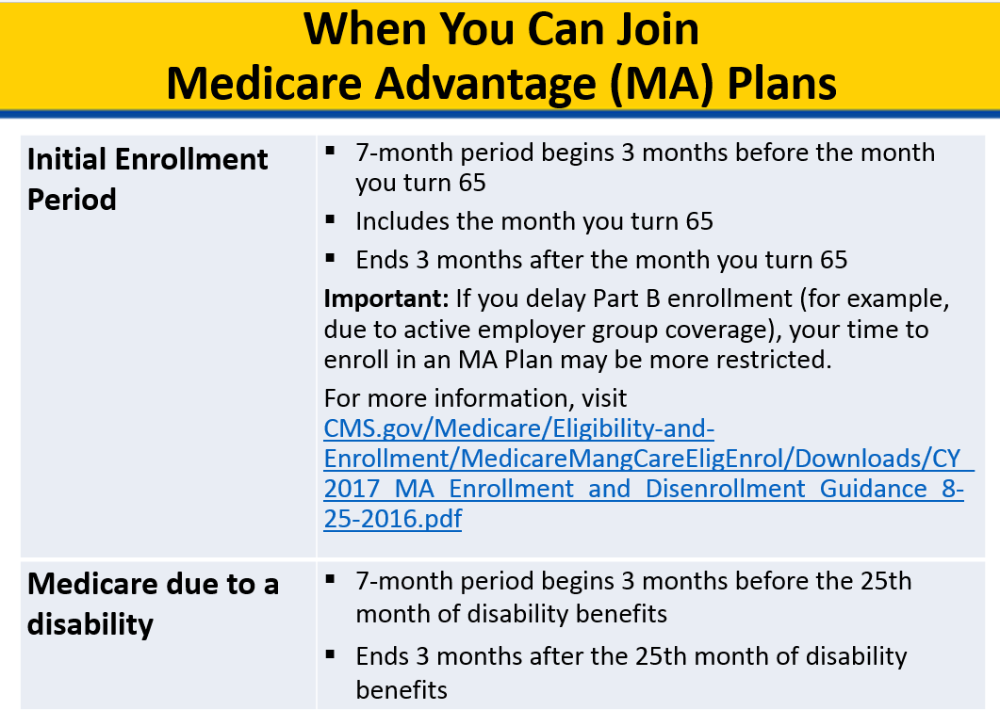 When You Can Join
Medicare Advantage (MA) Plans
Initial Enrollment
Period
▪ 7-month period begins 3 months before the month
you turn 65
▪ Includes the month you turn 65
▪ Ends 3 months after the month you turn 65
Important: If you delay Part B enrollment (for example,
due to active employer group coverage), your time to
enroll in an MA Plan may be more restricted.
For more information, visit
CMS.gov/Medicare/Eligibility-and-
Enrollment/MedicareMangCareEligEnrol/Downloads/CY_
2017_MA_Enrollment_and_Disenrollment_Guidance_8-
25-2016.pdf
Medicare due to a
disability
▪ 7-month period begins 3 months before the 25th
month of disability benefits
▪ Ends 3 months after the 25th month of disability
benefits